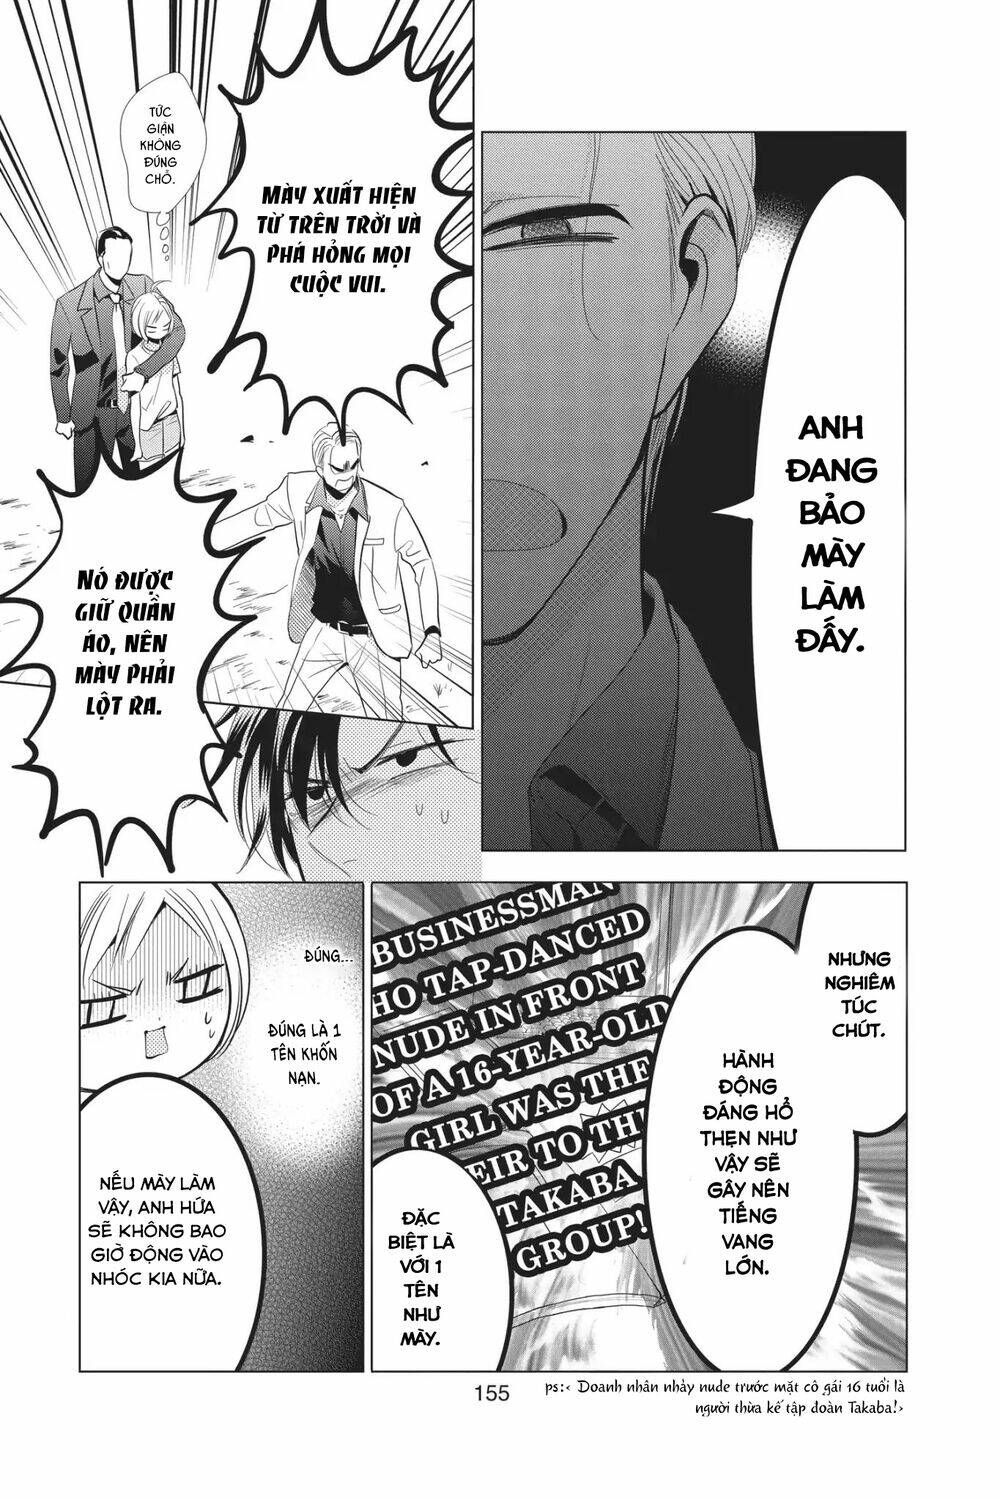 ANH
ĐANG
BẢO
MÀY
LÀM
ĐẤY.
MÀY XUẤT HIỆN
TỪ TRÊN TRỜI VÀ
PHÁ HỎNG MỌI
CUỘC VUI.
TỨC
GIẬN
KHÔNG
ĐÚNG
CHỖ.
NÓ ĐƯỢC
GIỮ QUẦN
ÁO, NÊN
MÀY PHẢI
LỘT RA.
NHƯNG
NGHIÊM
TÚC
CHÚT.
HÀNH
ĐỘNG
ĐÁNG HỔ
THẸN NHƯ
VẬY SẼ
GÂY NÊN
TIẾNG
VANG
LỚN.
BUSINESSMAN
HO TAP-DANCED
NUDE IN FRONT
OF A 16-YEAR-OLD
GIRL WAS THE
EIR TO THE
TAKABA
GROUP!
ĐẶC
BIỆT LÀ
VỚI 1
TÊN
NHƯ
MÀY.
ĐÚNG...
ĐÚNG LÀ 1
TÊN KHỐN
NẠN.
NẾU MÀY LÀM
VẬY, ANH HỨA
SẼ KHÔNG BAO
GIỜ ĐỘNG VÀO
NHÓC KIA NỮA.
155
ps:‹ Doanh nhân nhảy nude trước mặt cô gái 16 tuổi là
người thừa kế tập đoàn Takaba!›